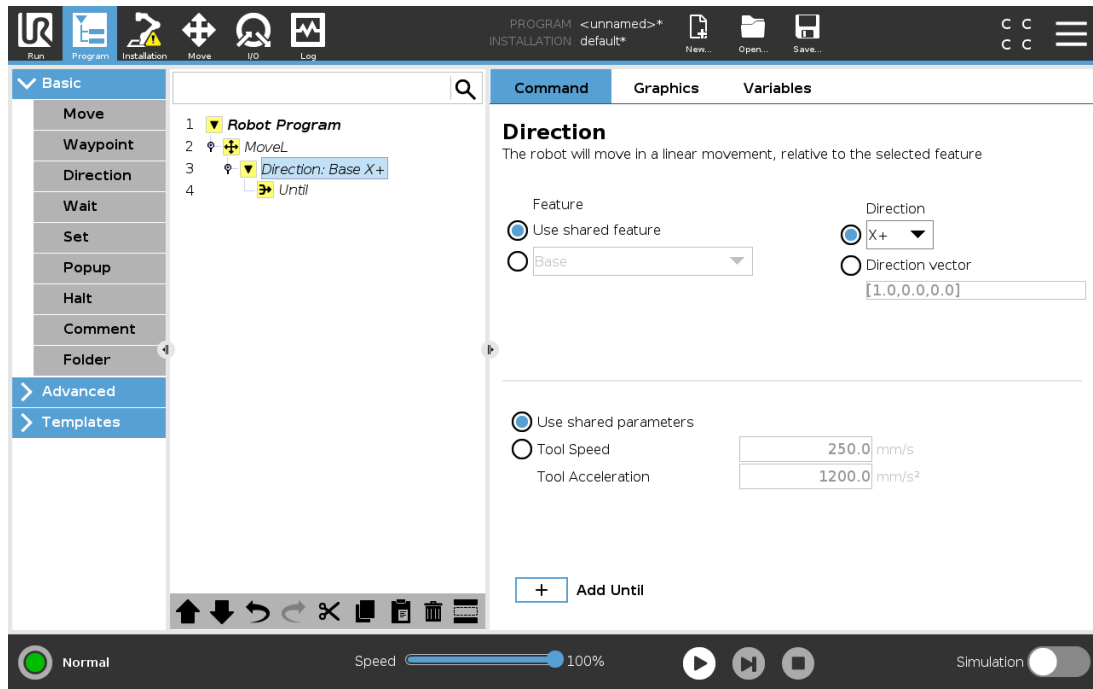 PROGRAM <unnamed>*
INSTALLATION default*
Run Program Installation Move I/O Log New... Open... Save...
C C
C C
Basic
Move
Waypoint
Direction
Wait
Set
Popup
Halt
Comment
Folder
Advanced
Templates
1 Robot Program
2 MoveL
3 Direction: Base X+
4 Until
Command Graphics Variables
Direction
The robot will move in a linear movement, relative to the selected feature
Feature
Use shared feature
Base
Direction
X+
Direction vector
[1.0,0.0,0.0]
Use shared parameters
Tool Speed 250.0 mm/s
Tool Acceleration 1200.0 mm/s²
+ Add Until
Normal
Speed 100%
Simulation